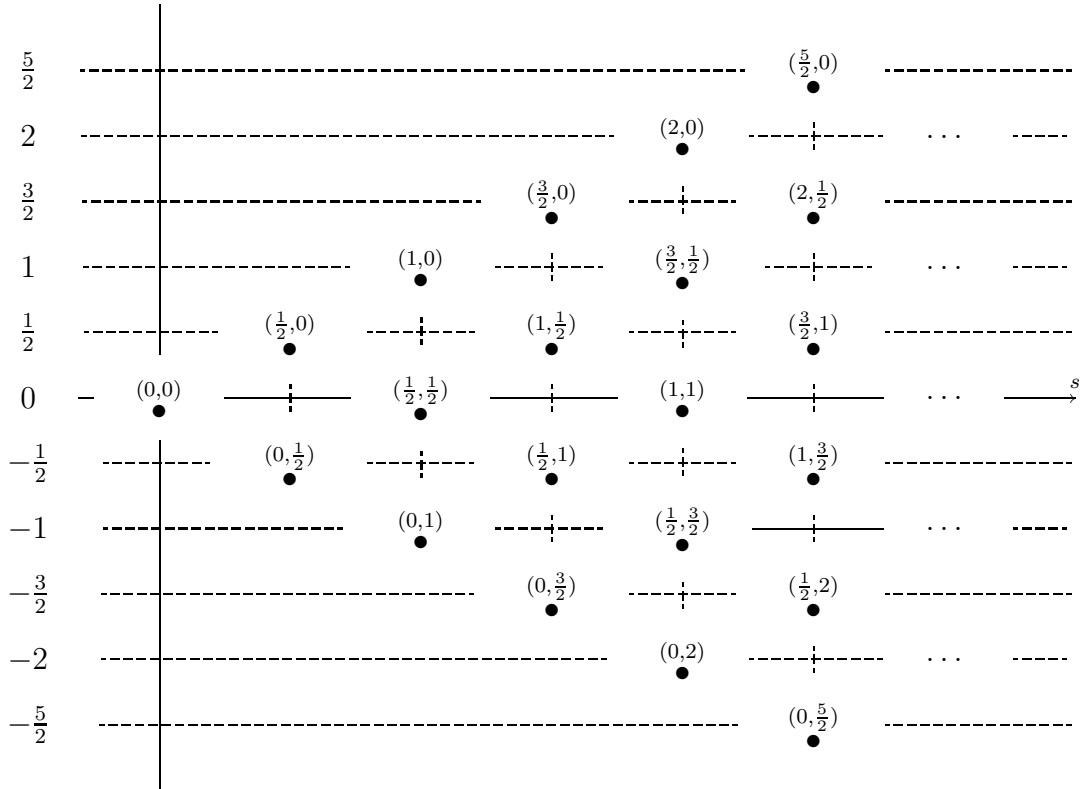 5/2 (5/2,0)
2 (2,0) ···
3/2 (3/2,0) (2,1/2)
1 (1,0) (3/2,1/2) ···
1/2 (1/2,0) (1,1/2) (3/2,1)
s
0 (0,0) (1/2,1/2) (1,1) ···
−1/2 (0,1/2) (1/2,1) (1,3/2)
−1 (0,1) (1/2,3/2) ···
−3/2 (0,3/2) (1/2,2)
−2 (0,2) ···
−5/2 (0,5/2)